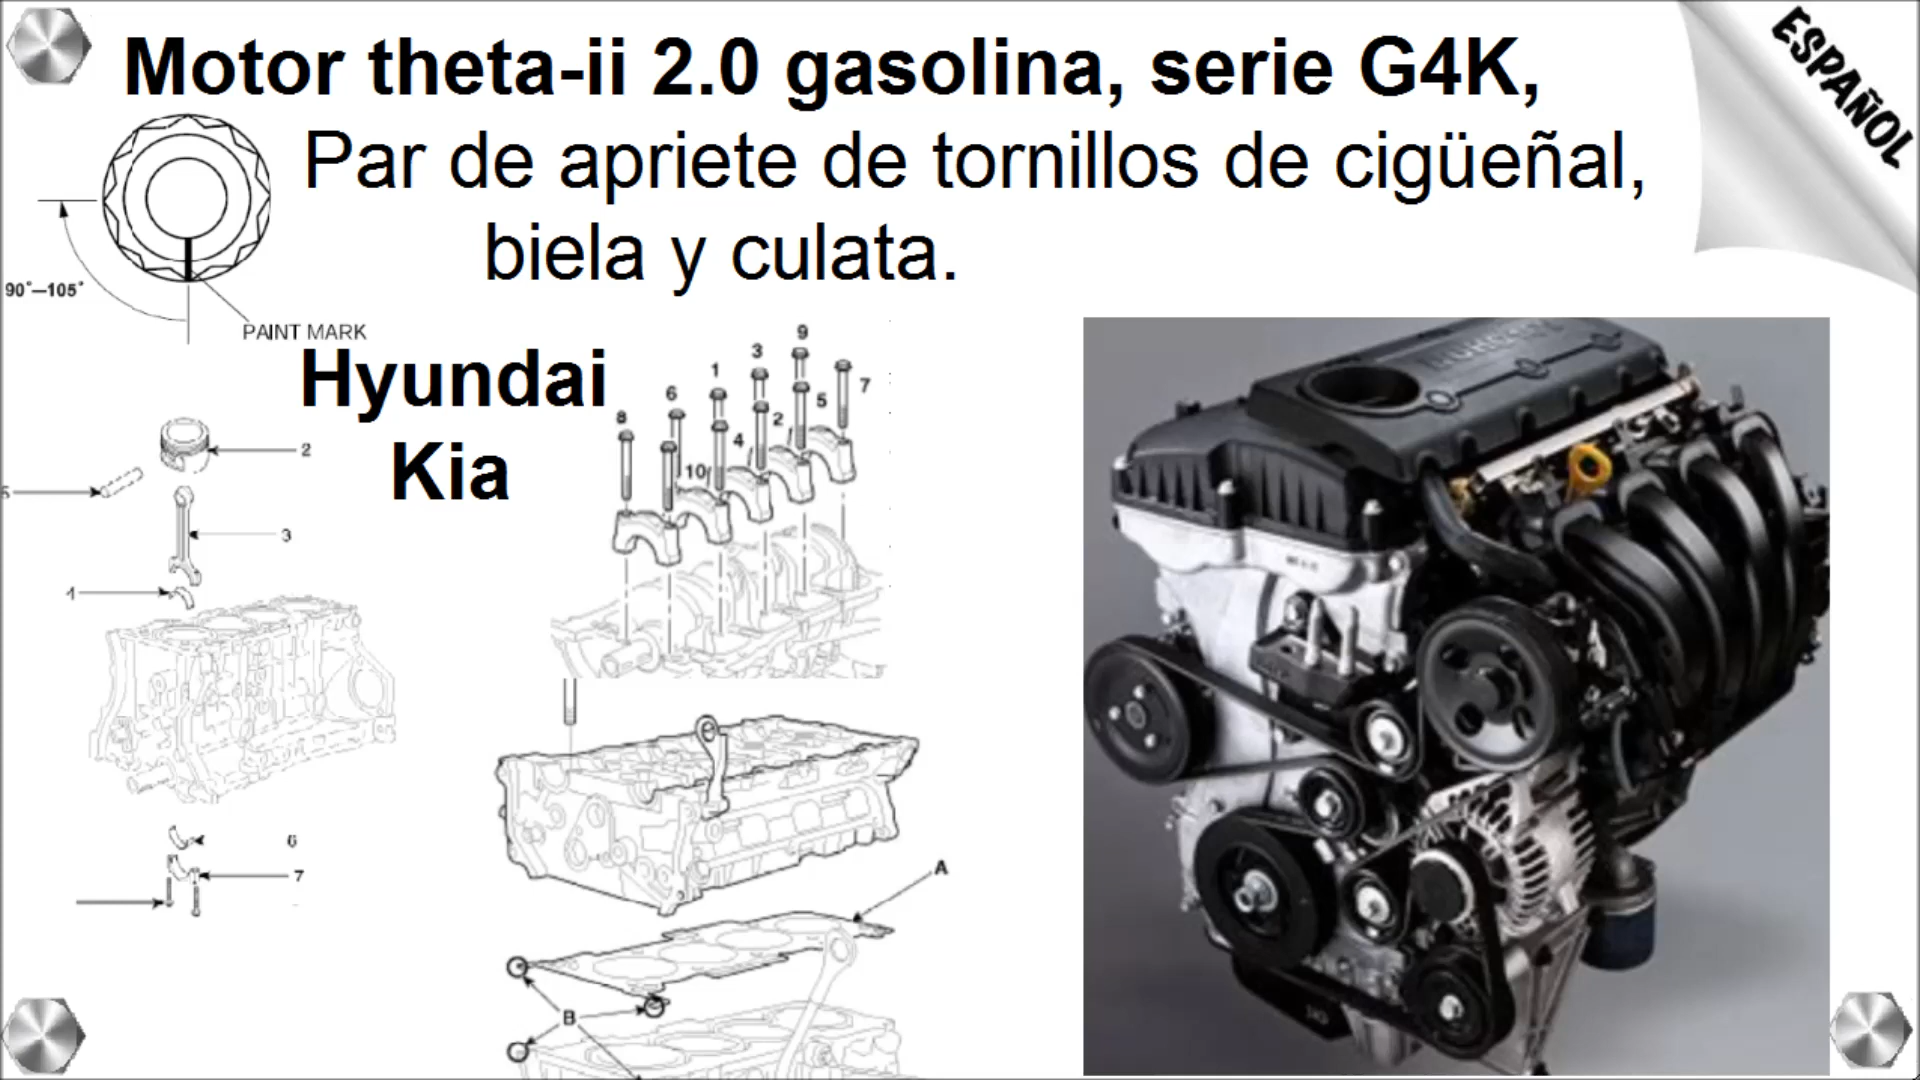 Motor theta-ii 2.0 gasolina, serie G4K,
ESPAÑOL
Par de apriete de tornillos de cigüeñal,
biela y culata.
90°—105°
PAINT MARK
Hyundai
Kia
9
3
1
7
6
5
8
2
4
10
2
5
3
4
6
7
A
B